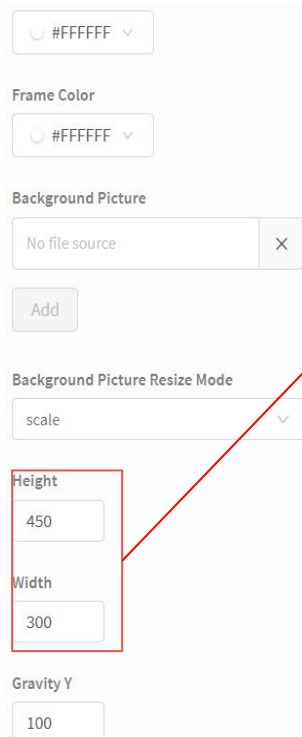 #FFFFFF
Frame Color
#FFFFFF
Background Picture
No file source
Add
Background Picture Resize Mode
scale
Height
450
Width
300
Gravity Y
100